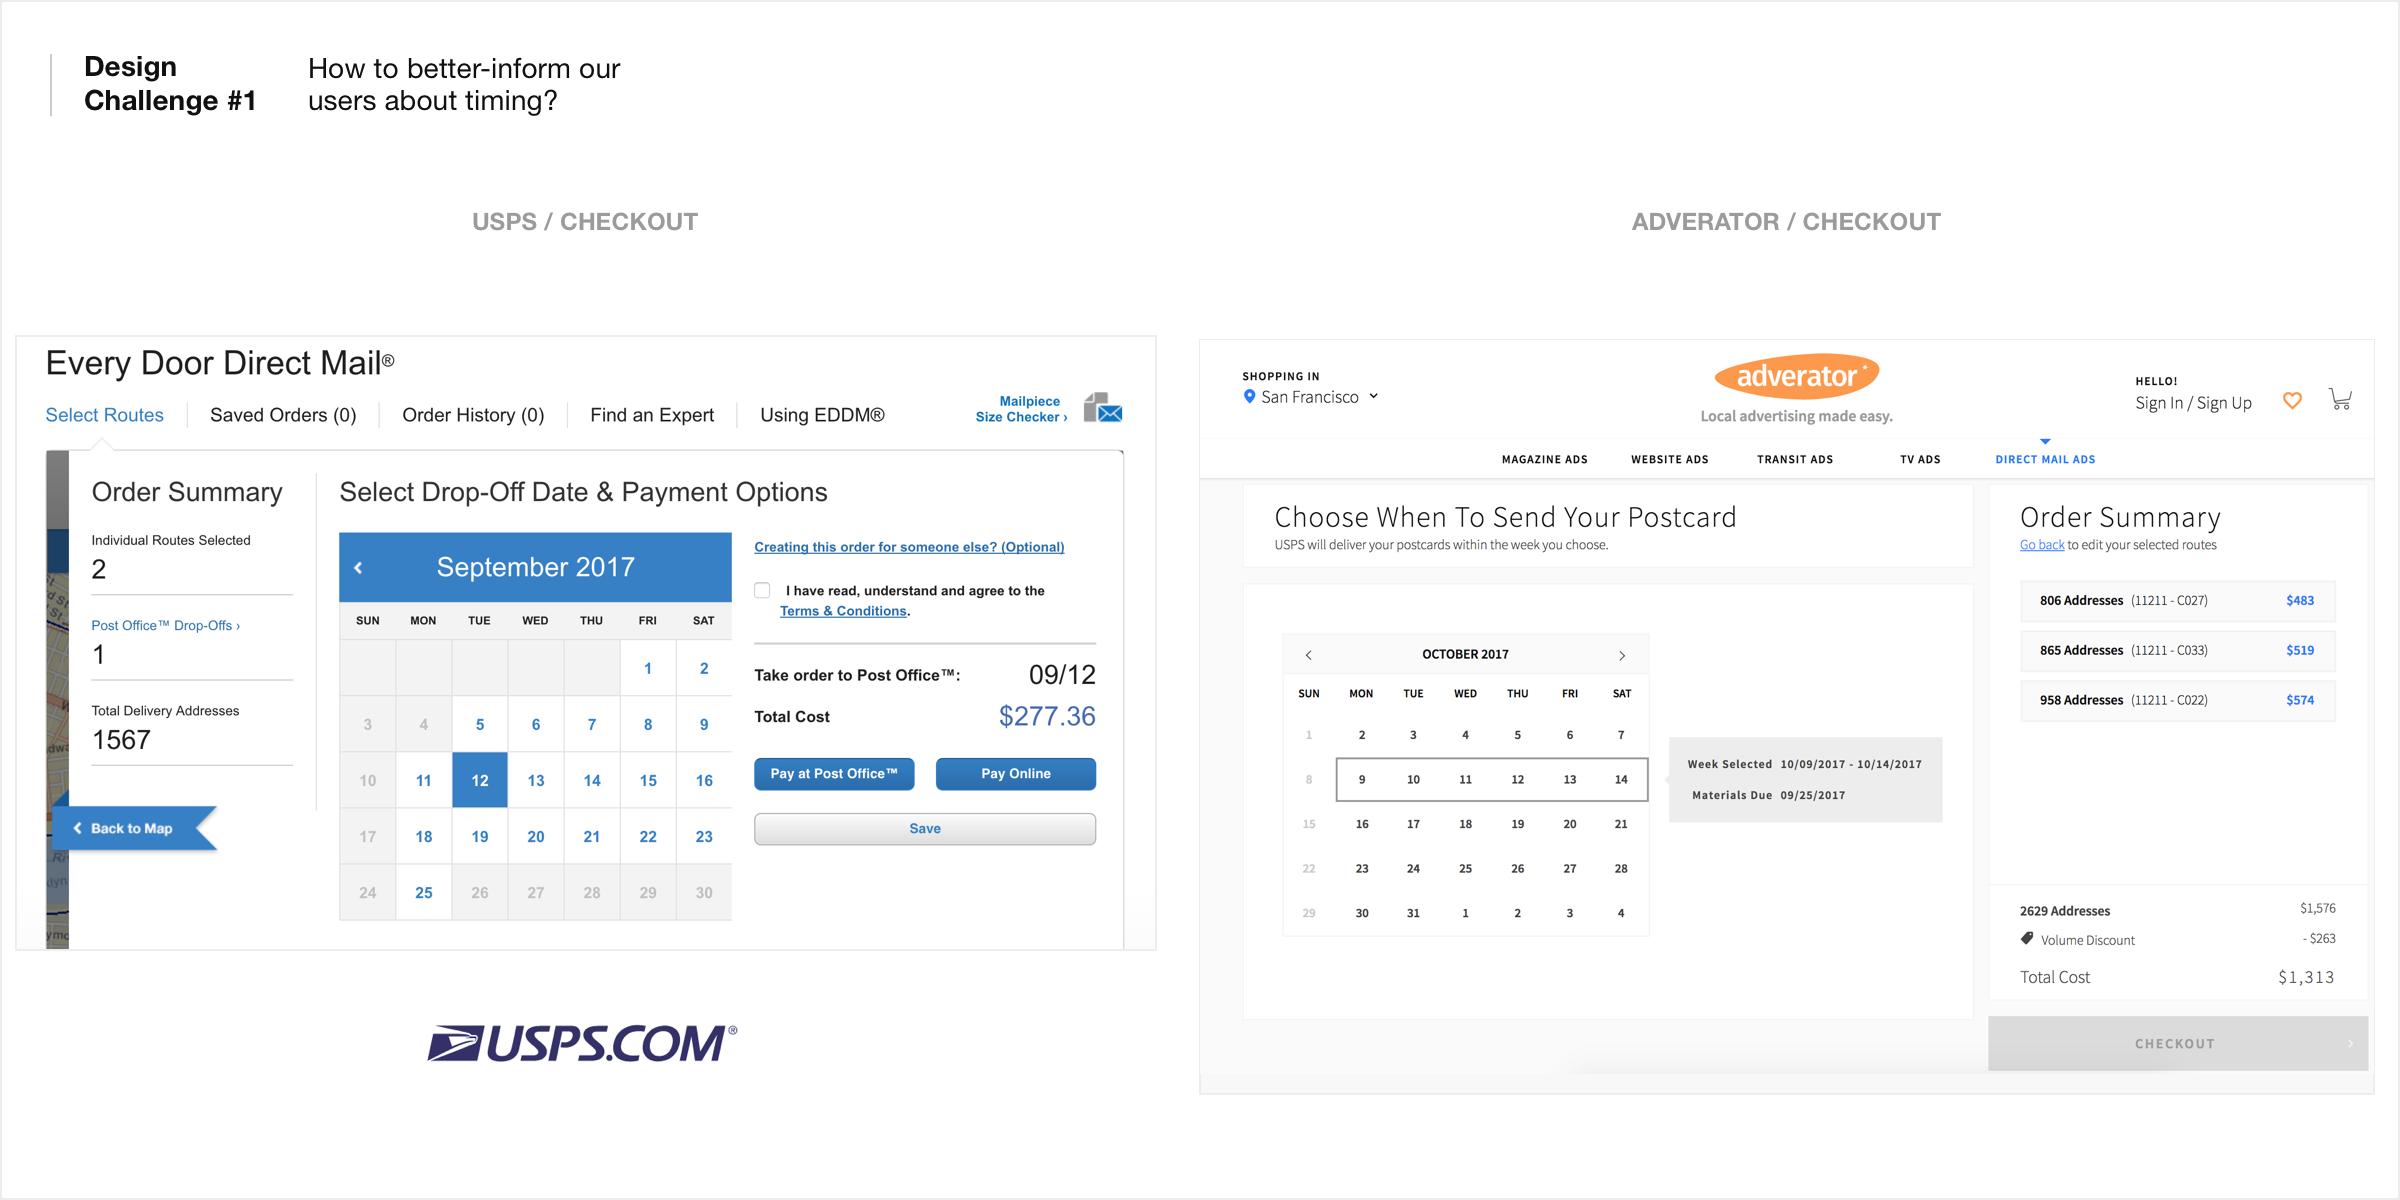 Design
Challenge #1
How to better-inform our
users about timing?
USPS / CHECKOUT
ADVERATOR / CHECKOUT
Every Door Direct Mail®
Select Routes
Saved Orders (0)
Order History (0)
Find an Expert
Using EDDM®
Mailpiece
Size Checker ›
Order Summary
Individual Routes Selected
2
Post Office™ Drop-Offs ›
1
Total Delivery Addresses
1567
Back to Map
Select Drop-Off Date & Payment Options
September 2017
SUN MON TUE WED THU FRI SAT
1 2
3 4 5 6 7 8 9
10 11 12 13 14 15 16
17 18 19 20 21 22 23
24 25 26 27 28 29 30
Creating this order for someone else? (Optional)
I have read, understand and agree to the
Terms & Conditions.
Take order to Post Office™: 09/12
Total Cost $277.36
Pay at Post Office™
Pay Online
Save
USPS.COM®
SHOPPING IN
San Francisco
adverator
Local advertising made easy.
HELLO!
Sign In / Sign Up
MAGAZINE ADS
WEBSITE ADS
TRANSIT ADS
TV ADS
DIRECT MAIL ADS
Choose When To Send Your Postcard
USPS will deliver your postcards within the week you choose.
OCTOBER 2017
SUN MON TUE WED THU FRI SAT
1 2 3 4 5 6 7
8 9 10 11 12 13 14
15 16 17 18 19 20 21
22 23 24 25 26 27 28
29 30 31 1 2 3 4
Week Selected 10/09/2017 - 10/14/2017
Materials Due 09/25/2017
Order Summary
Go back to edit your selected routes
806 Addresses (11211 - C027) $483
865 Addresses (11211 - C033) $519
958 Addresses (11211 - C022) $574
2629 Addresses $1,576
Volume Discount - $263
Total Cost $1,313
CHECKOUT